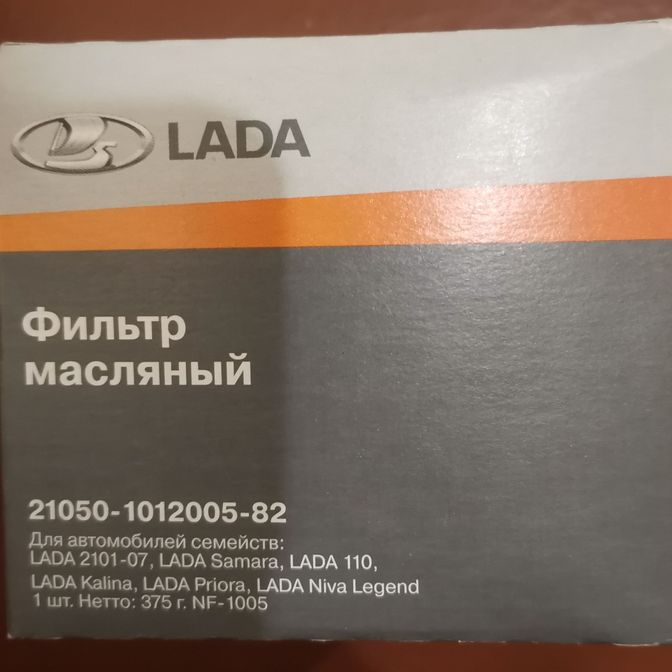 LADA
Фильтр
масляный
21050-1012005-82
Для автомобилей семейств:
LADA 2101-07, LADA Samara, LADA 110,
LADA Kalina, LADA Priora, LADA Niva Legend
1 шт. Нетто: 375 г. NF-1005